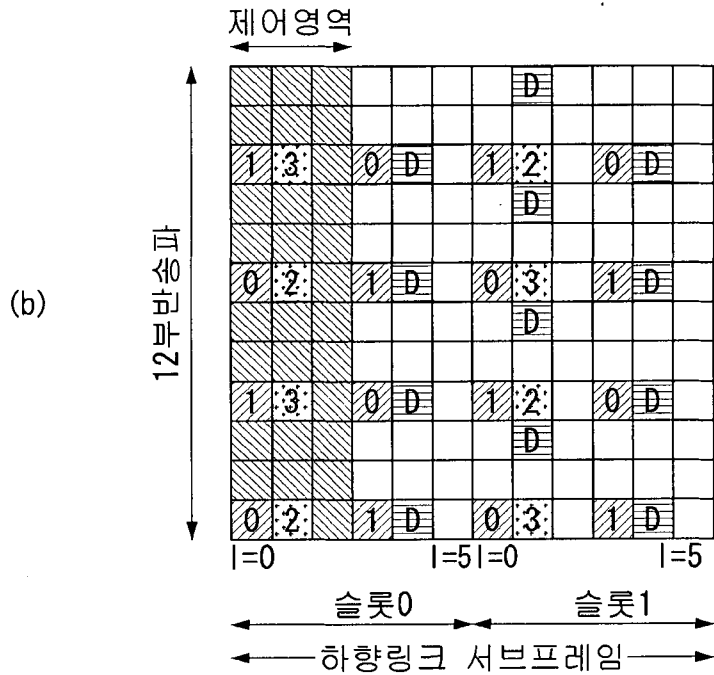 제어영역
D
1 3 0 D 1 2 0 D
D
0 2 1 D 0 3 1 D
D
1 3 0 D 1 2 0 D
D
0 2 1 D 0 3 1 D
12부반송파
(b)
l=0 l=5 l=0 l=5
슬롯0 슬롯1
하향링크 서브프레임